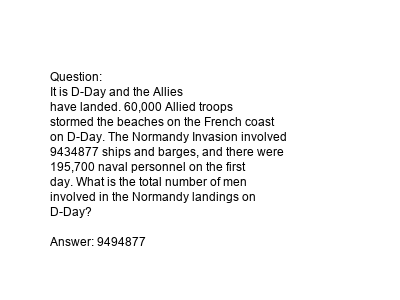 Question:
It is D-Day and the Allies
have landed. 60,000 Allied troops
stormed the beaches on the French coast
on D-Day. The Normandy Invasion involved
9434877 ships and barges, and there were
195,700 naval personnel on the first
day. What is the total number of men
involved in the Normandy landings on
D-Day?
Answer: 9494877